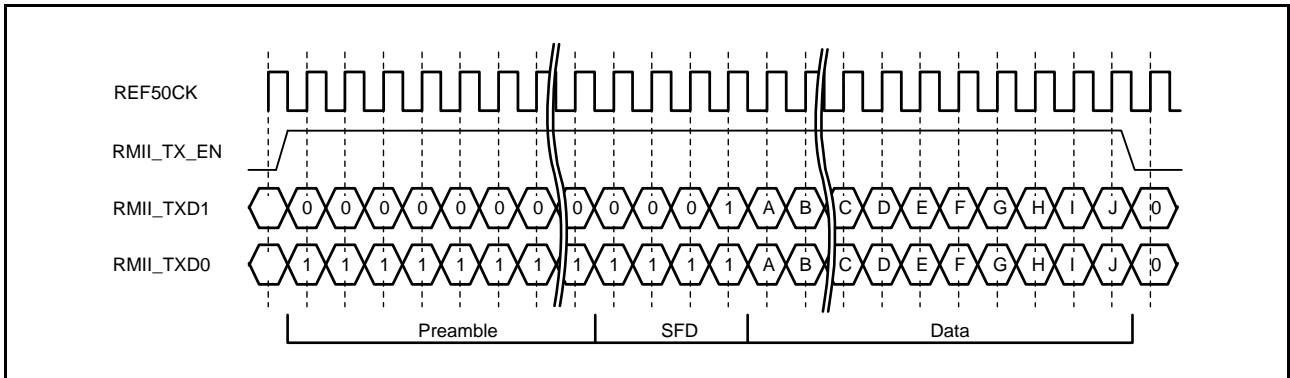 REF50CK
RMII_TX_EN
RMII_TXD1 0 0 0 0 0 0 0 0 0 0 0 1 A B C D E F G H I J 0
RMII_TXD0 1 1 1 1 1 1 1 1 1 1 1 1 A B C D E F G H I J 0
Preamble SFD Data